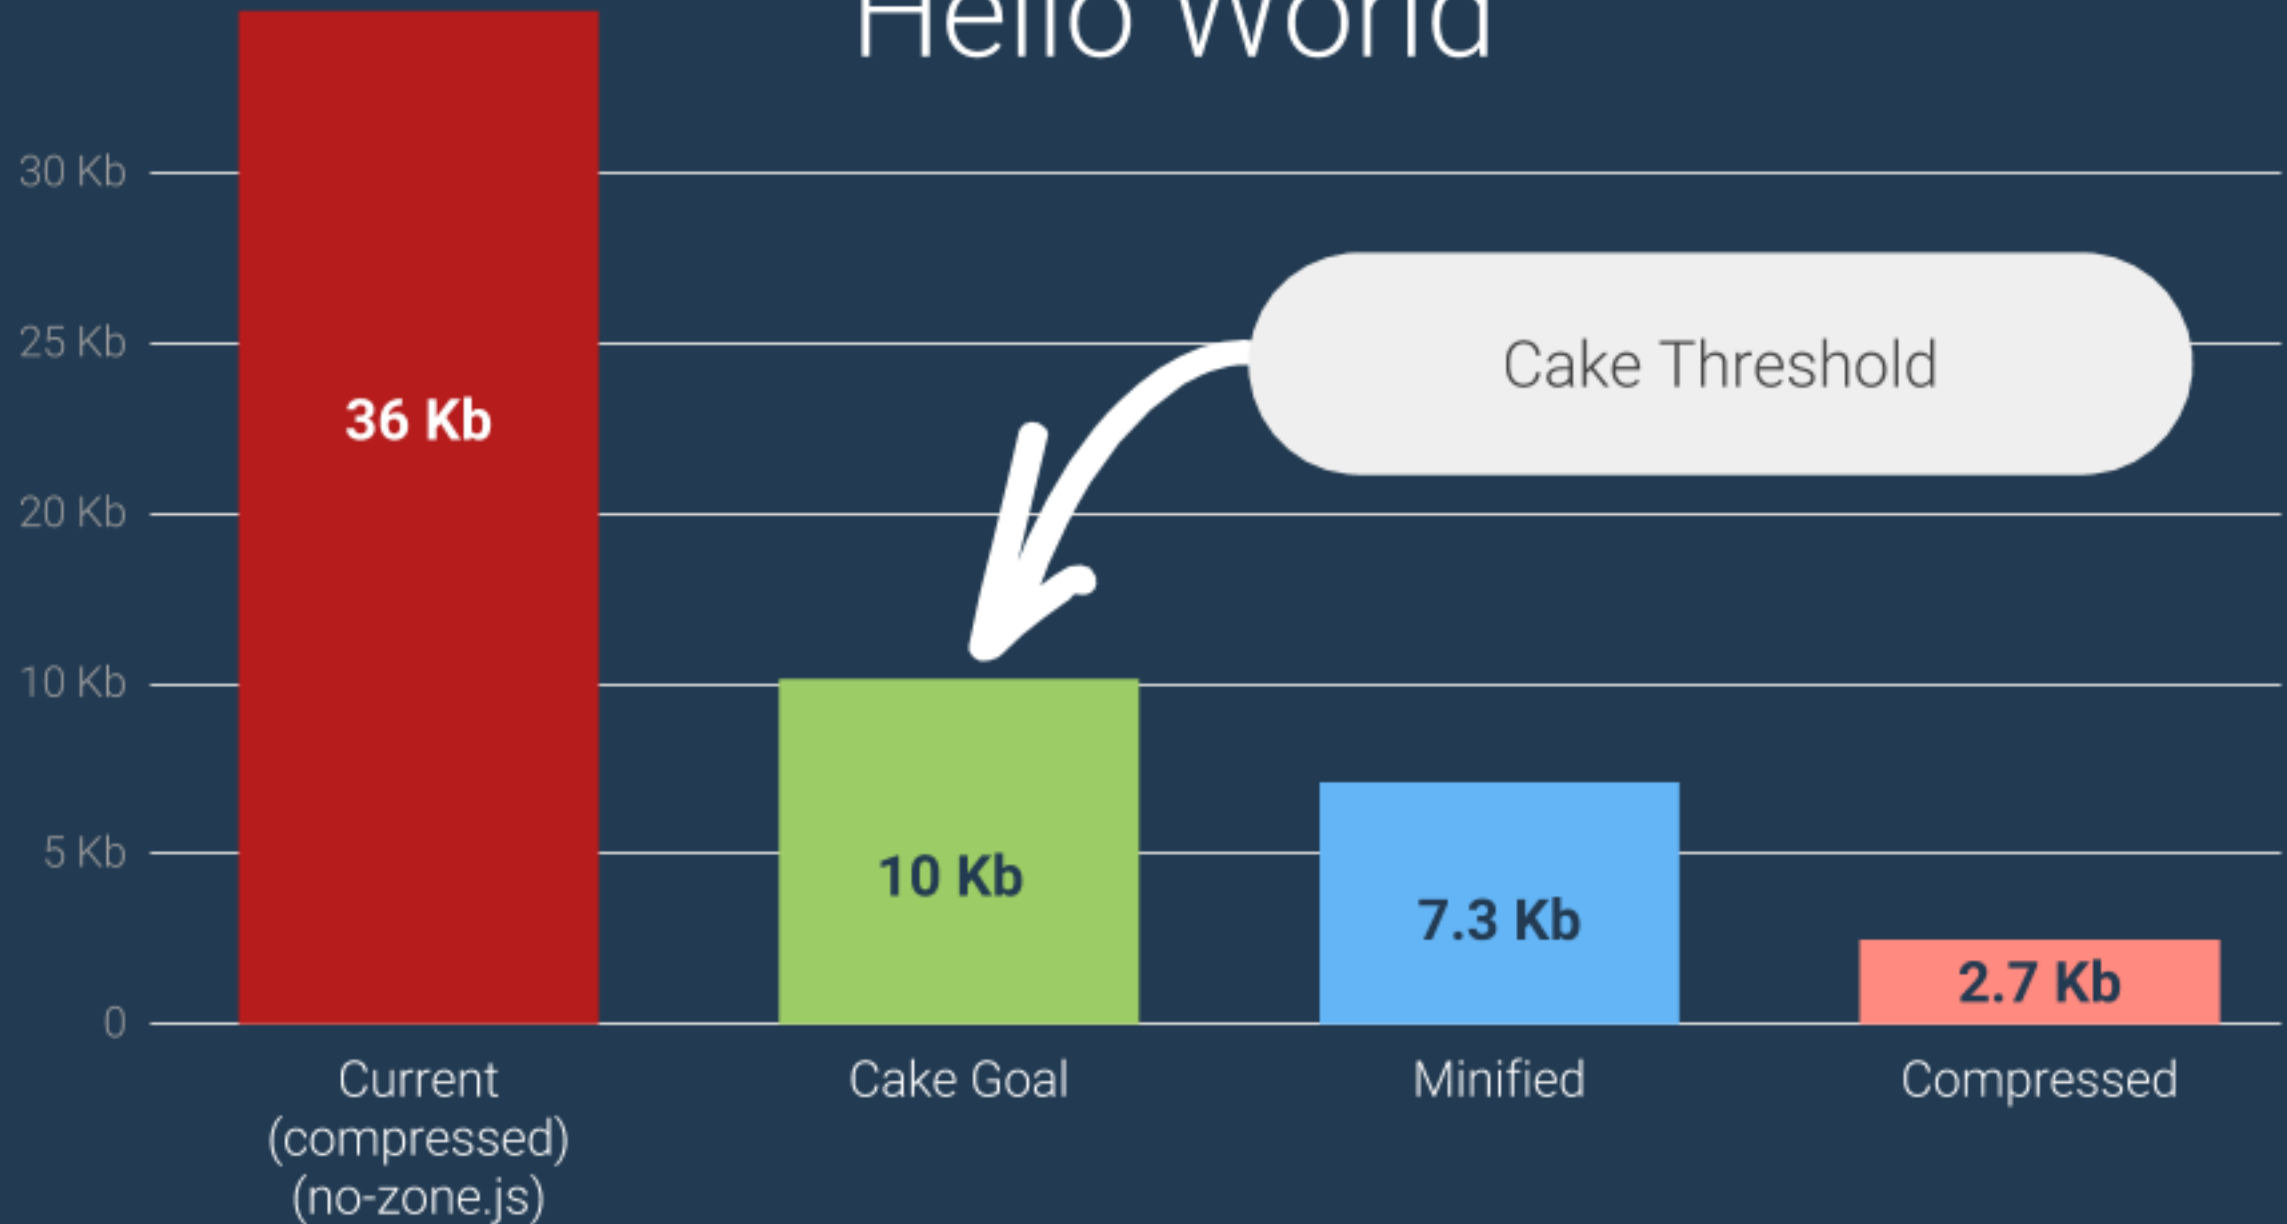 Hello World
30 Kb
25 Kb
20 Kb
10 Kb
5 Kb
0
36 Kb
Cake Threshold
10 Kb
7.3 Kb
2.7 Kb
Current
(compressed)
(no-zone.js)
Cake Goal
Minified
Compressed